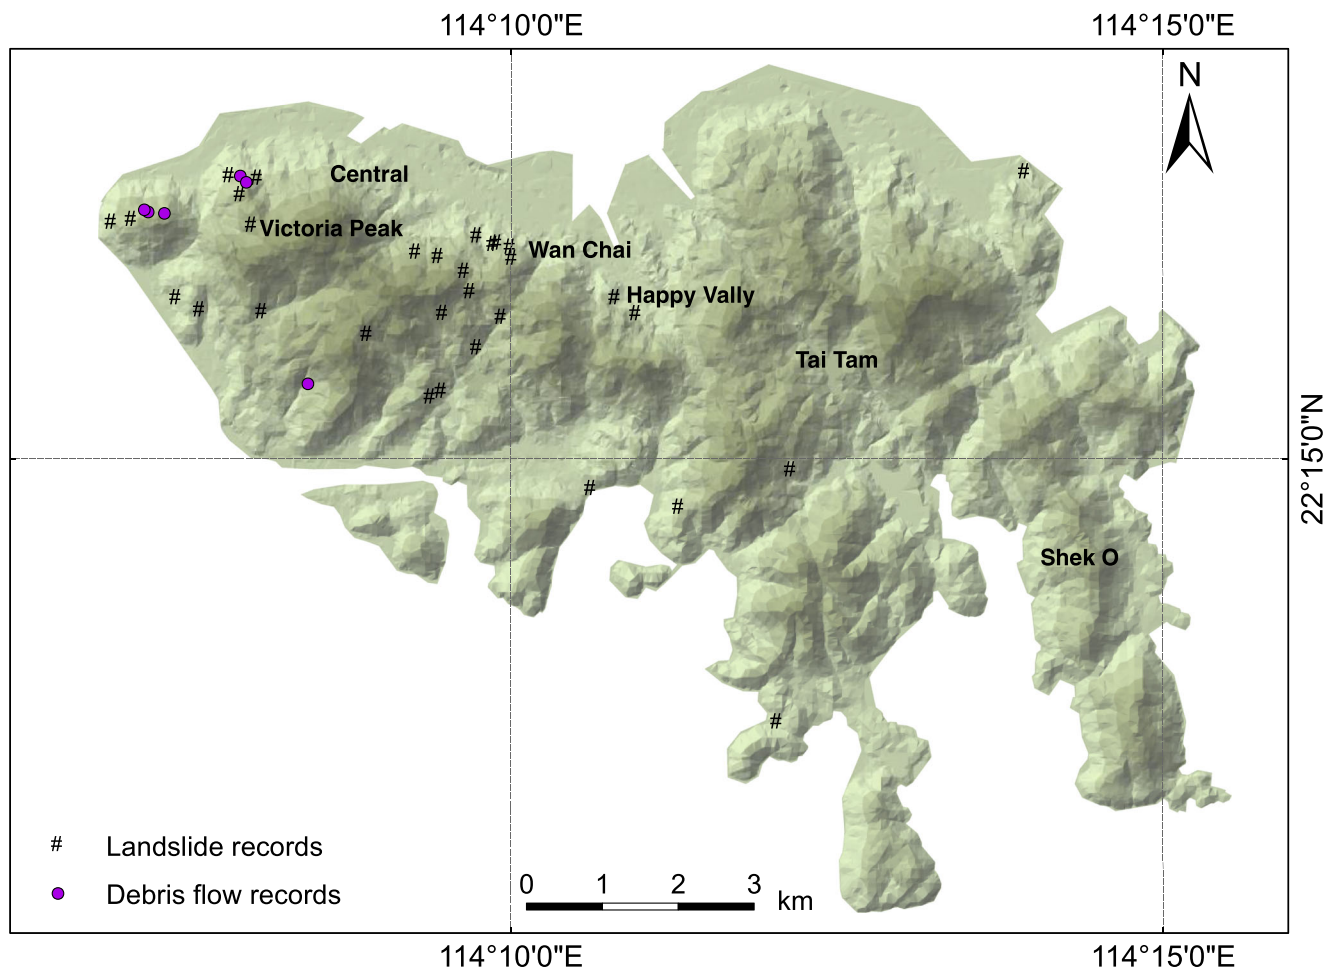 114°10'0"E 114°15'0"E
N
Central
Victoria Peak
Wan Chai
Happy Vally
Tai Tam
22°15'0"N
Shek O
# Landslide records
Debris flow records
0 1 2 3 km
114°10'0"E 114°15'0"E